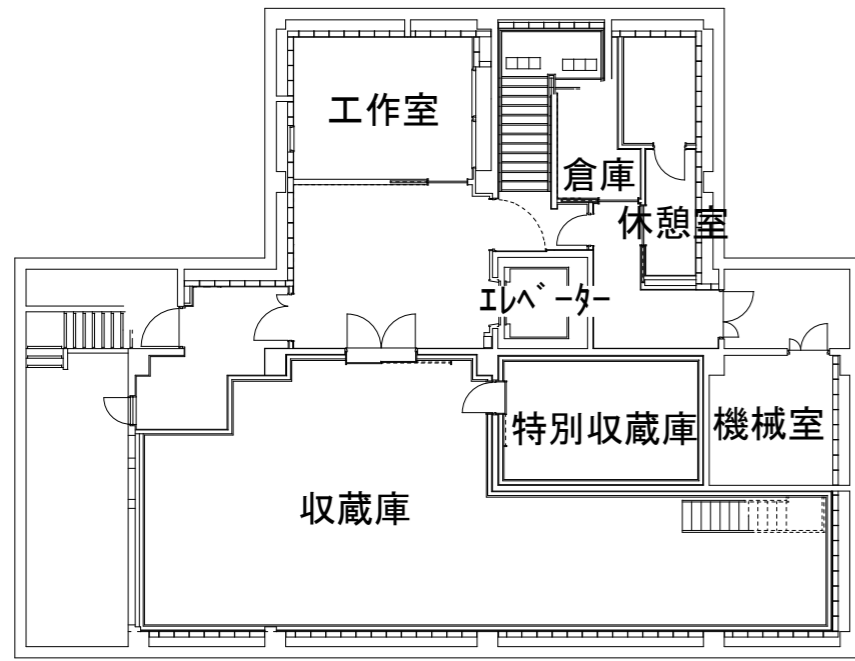 工作室
倉庫
休憩室
ｴﾚﾍﾞｰﾀｰ
特別収蔵庫
機械室
収蔵庫